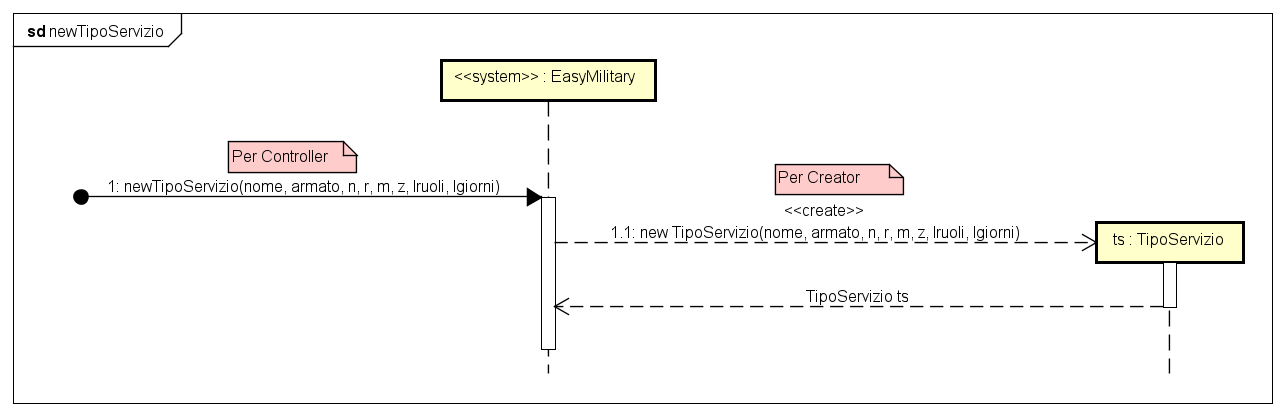 sd newTipoServizio
<<system>> : EasyMilitary
Per Controller
1: newTipoServizio(nome, armato, n, r, m, z, lruoli, lgiorni)
Per Creator
<<create>>
1.1: new TipoServizio(nome, armato, n, r, m, z, lruoli, lgiorni)
ts : TipoServizio
TipoServizio ts